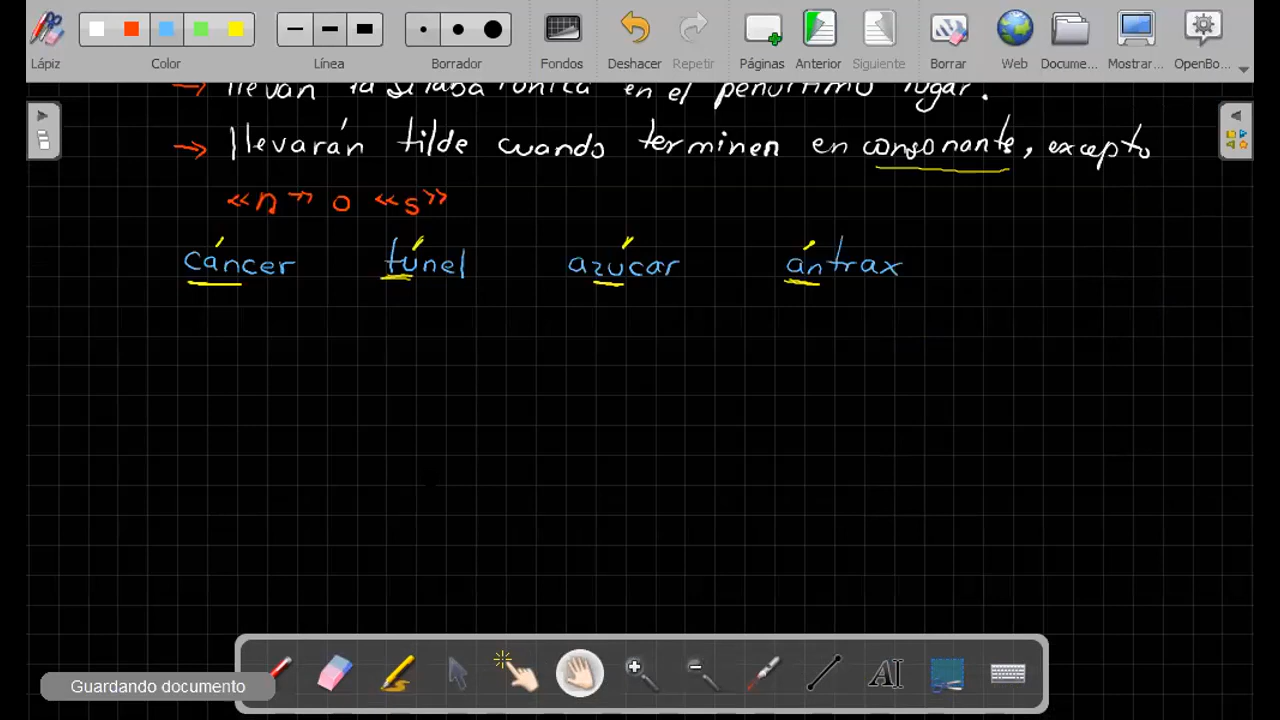 Lápiz Color Línea Borrador Fondos Deshacer Repetir Páginas Anterior Siguiente Borrar Web Docume... Mostrar... OpenBo...
→ llevan la sílaba tónica en el penúltimo lugar.
→ llevarán tilde cuando terminen en consonante, excepto
«n» o «s»
cáncer túnel azúcar ántrax
Guardando documento